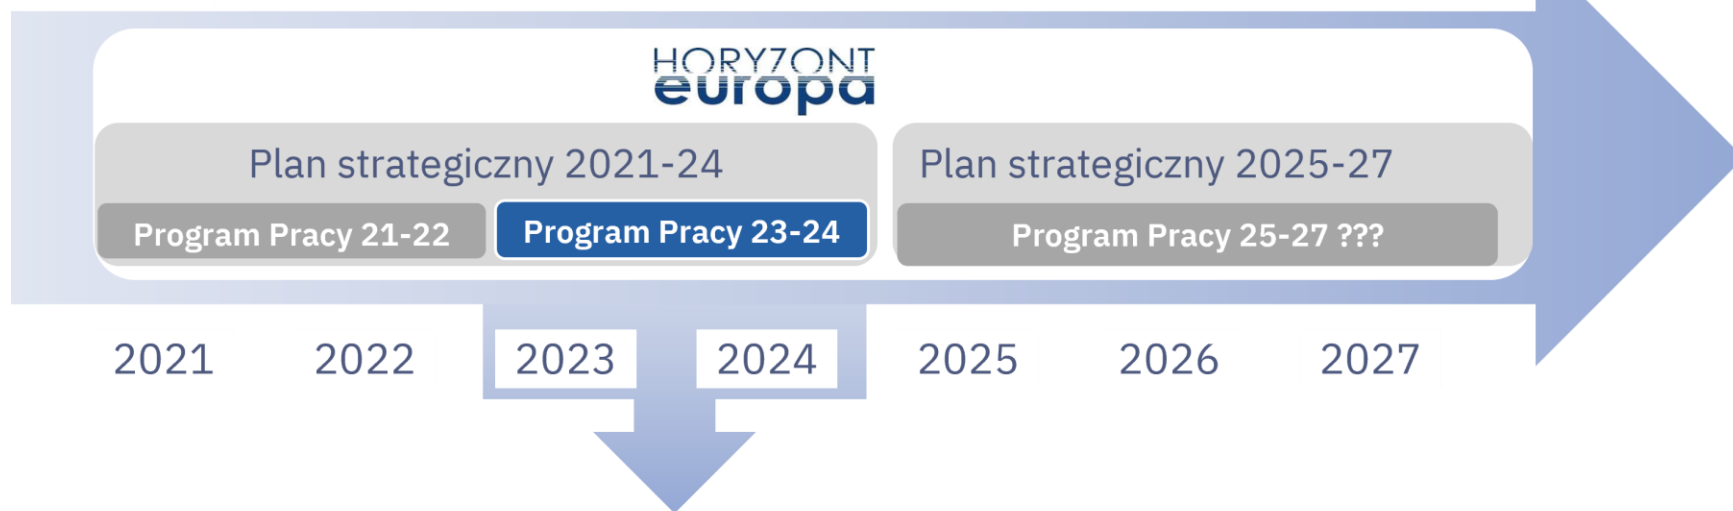 HORYZONT
europa
Plan strategiczny 2021-24
Plan strategiczny 2025-27
Program Pracy 21-22
Program Pracy 23-24
Program Pracy 25-27 ???
2021
2022
2023
2024
2025
2026
2027